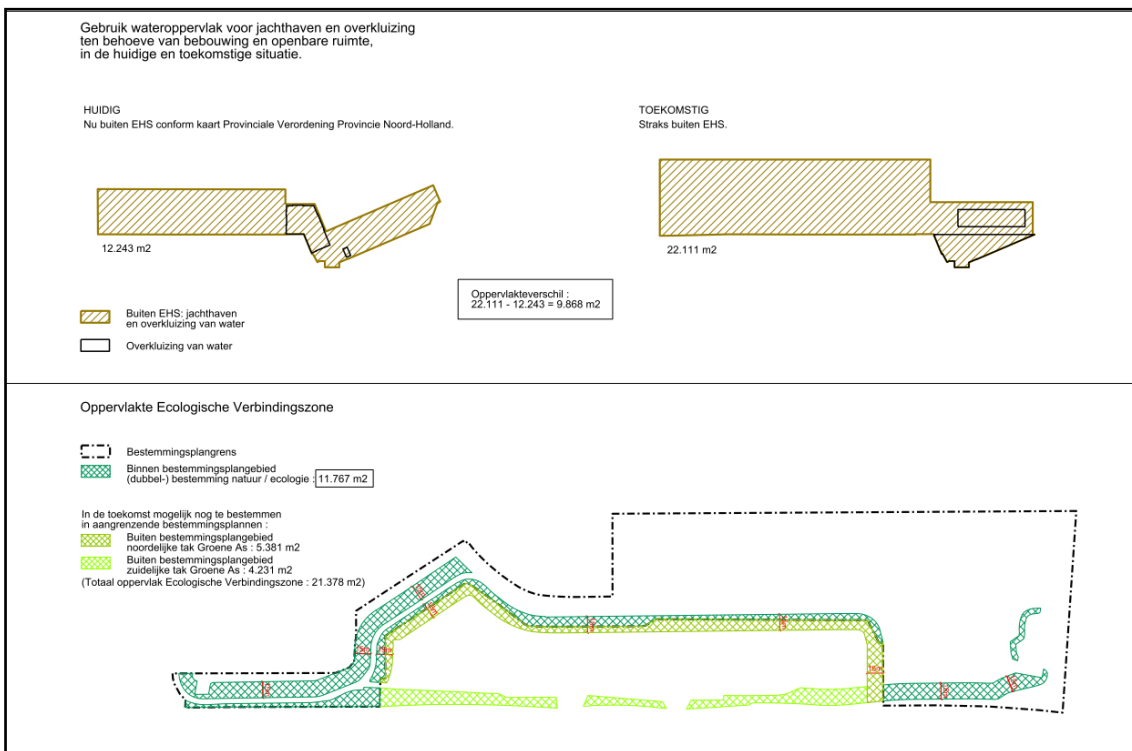 Gebruik wateroppervlak voor jachthaven en overkluizing
ten behoeve van bebouwing en openbare ruimte,
in de huidige en toekomstige situatie.
HUIDIG
Nu buiten EHS conform kaart Provinciale Verordening Provincie Noord-Holland.
TOEKOMSTIG
Straks buiten EHS.
12.243 m2
22.111 m2
Oppervlakteverschil :
22.111 - 12.243 = 9.868 m2
Buiten EHS: jachthaven
en overkluizing van water
Overkluizing van water
Oppervlakte Ecologische Verbindingszone
Bestemmingsplangrens
Binnen bestemmingsplangebied
(dubbel-) bestemming natuur / ecologie : 11.767 m2
In de toekomst mogelijk nog te bestemmen
in aangrenzende bestemmingsplannen :
Buiten bestemmingsplangebied
noordelijke tak Groene As : 5.381 m2
Buiten bestemmingsplangebied
zuidelijke tak Groene As : 4.231 m2
(Totaal oppervlak Ecologische Verbindingszone : 21.378 m2)